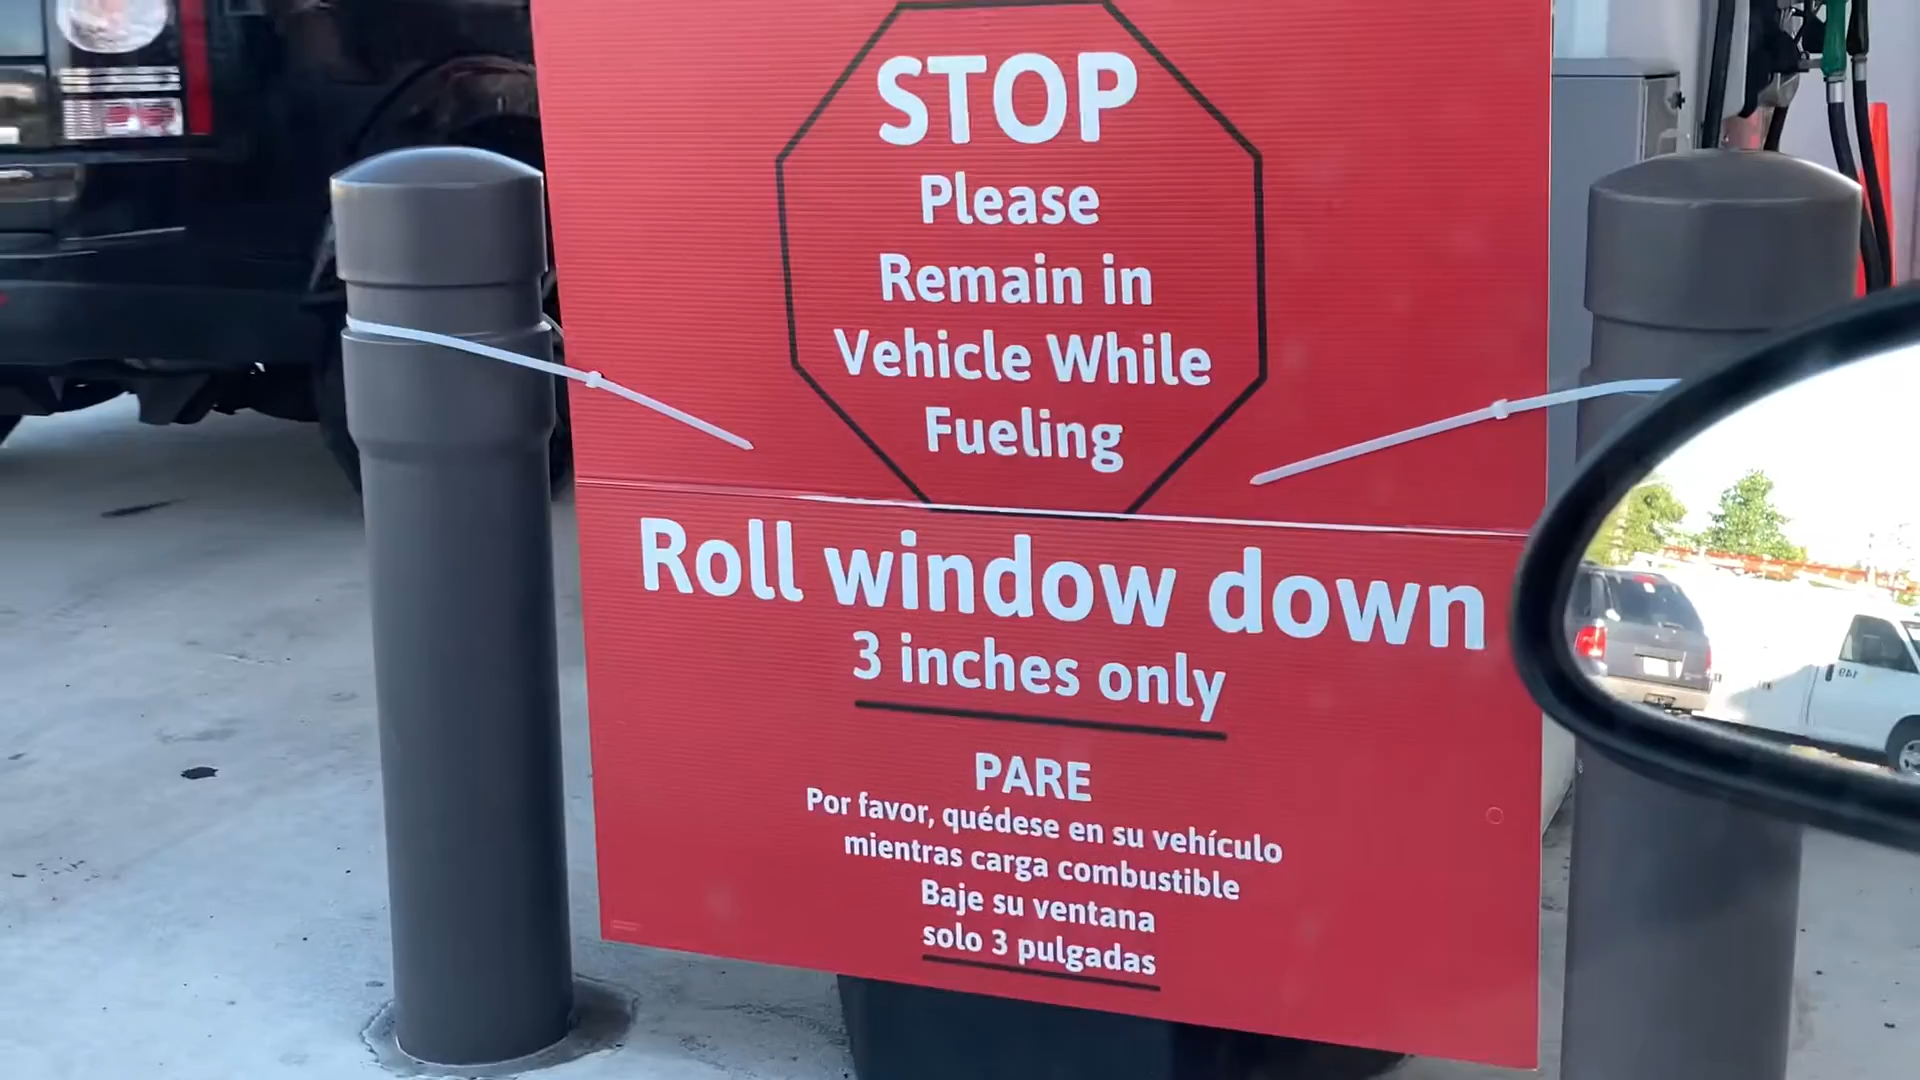 STOP
Please
Remain in
Vehicle While
Fueling
Roll window down
3 inches only
PARE
Por favor, quédese en su vehículo
mientras carga combustible
Baje su ventana
solo 3 pulgadas